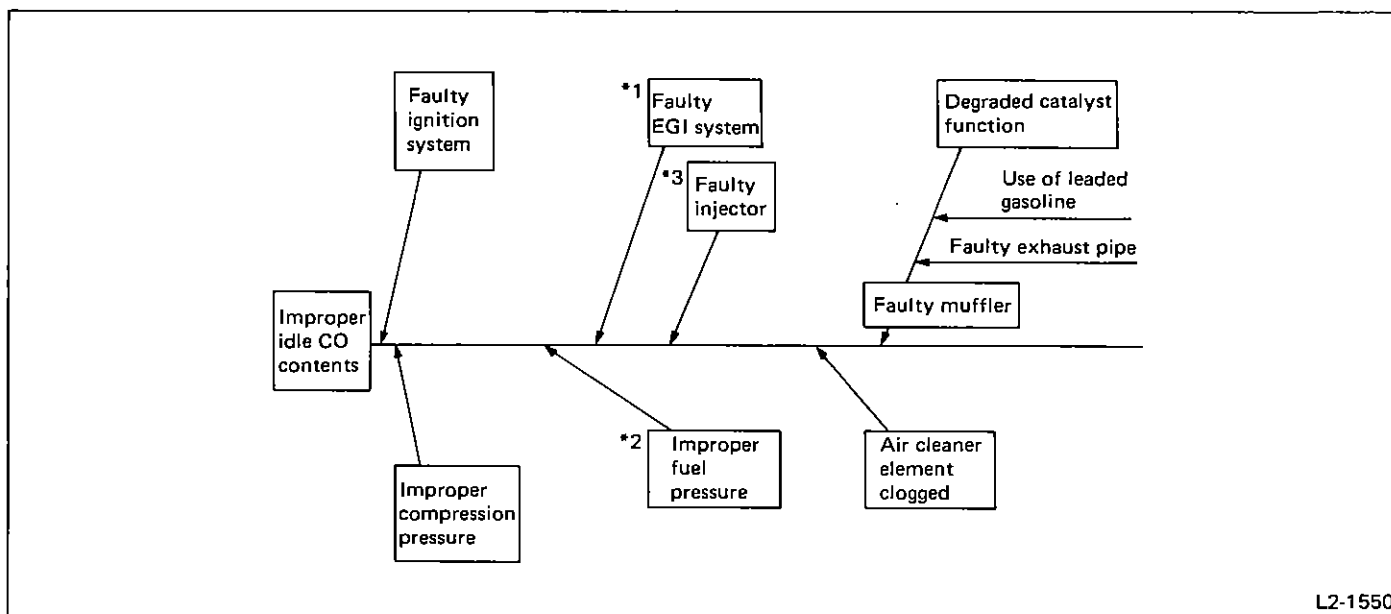 Faulty
ignition
system
*1
Faulty
EGI system
*3
Faulty
injector
Degraded catalyst
function
Use of leaded
gasoline
Faulty exhaust pipe
Faulty muffler
Improper
idle CO
contents
Improper
compression
pressure
*2
Improper
fuel
pressure
Air cleaner
element
clogged
L2-1550